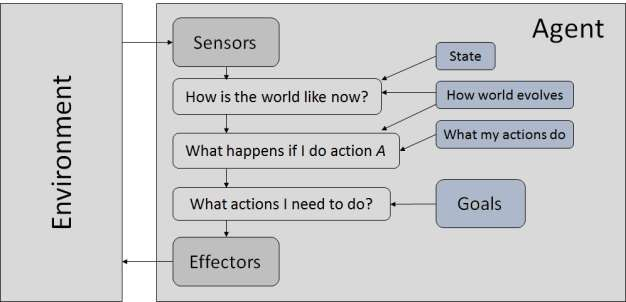 Environment
Agent
Sensors
State
How is the world like now?
How world evolves
What my actions do
What happens if I do action A
What actions I need to do?
Goals
Effectors